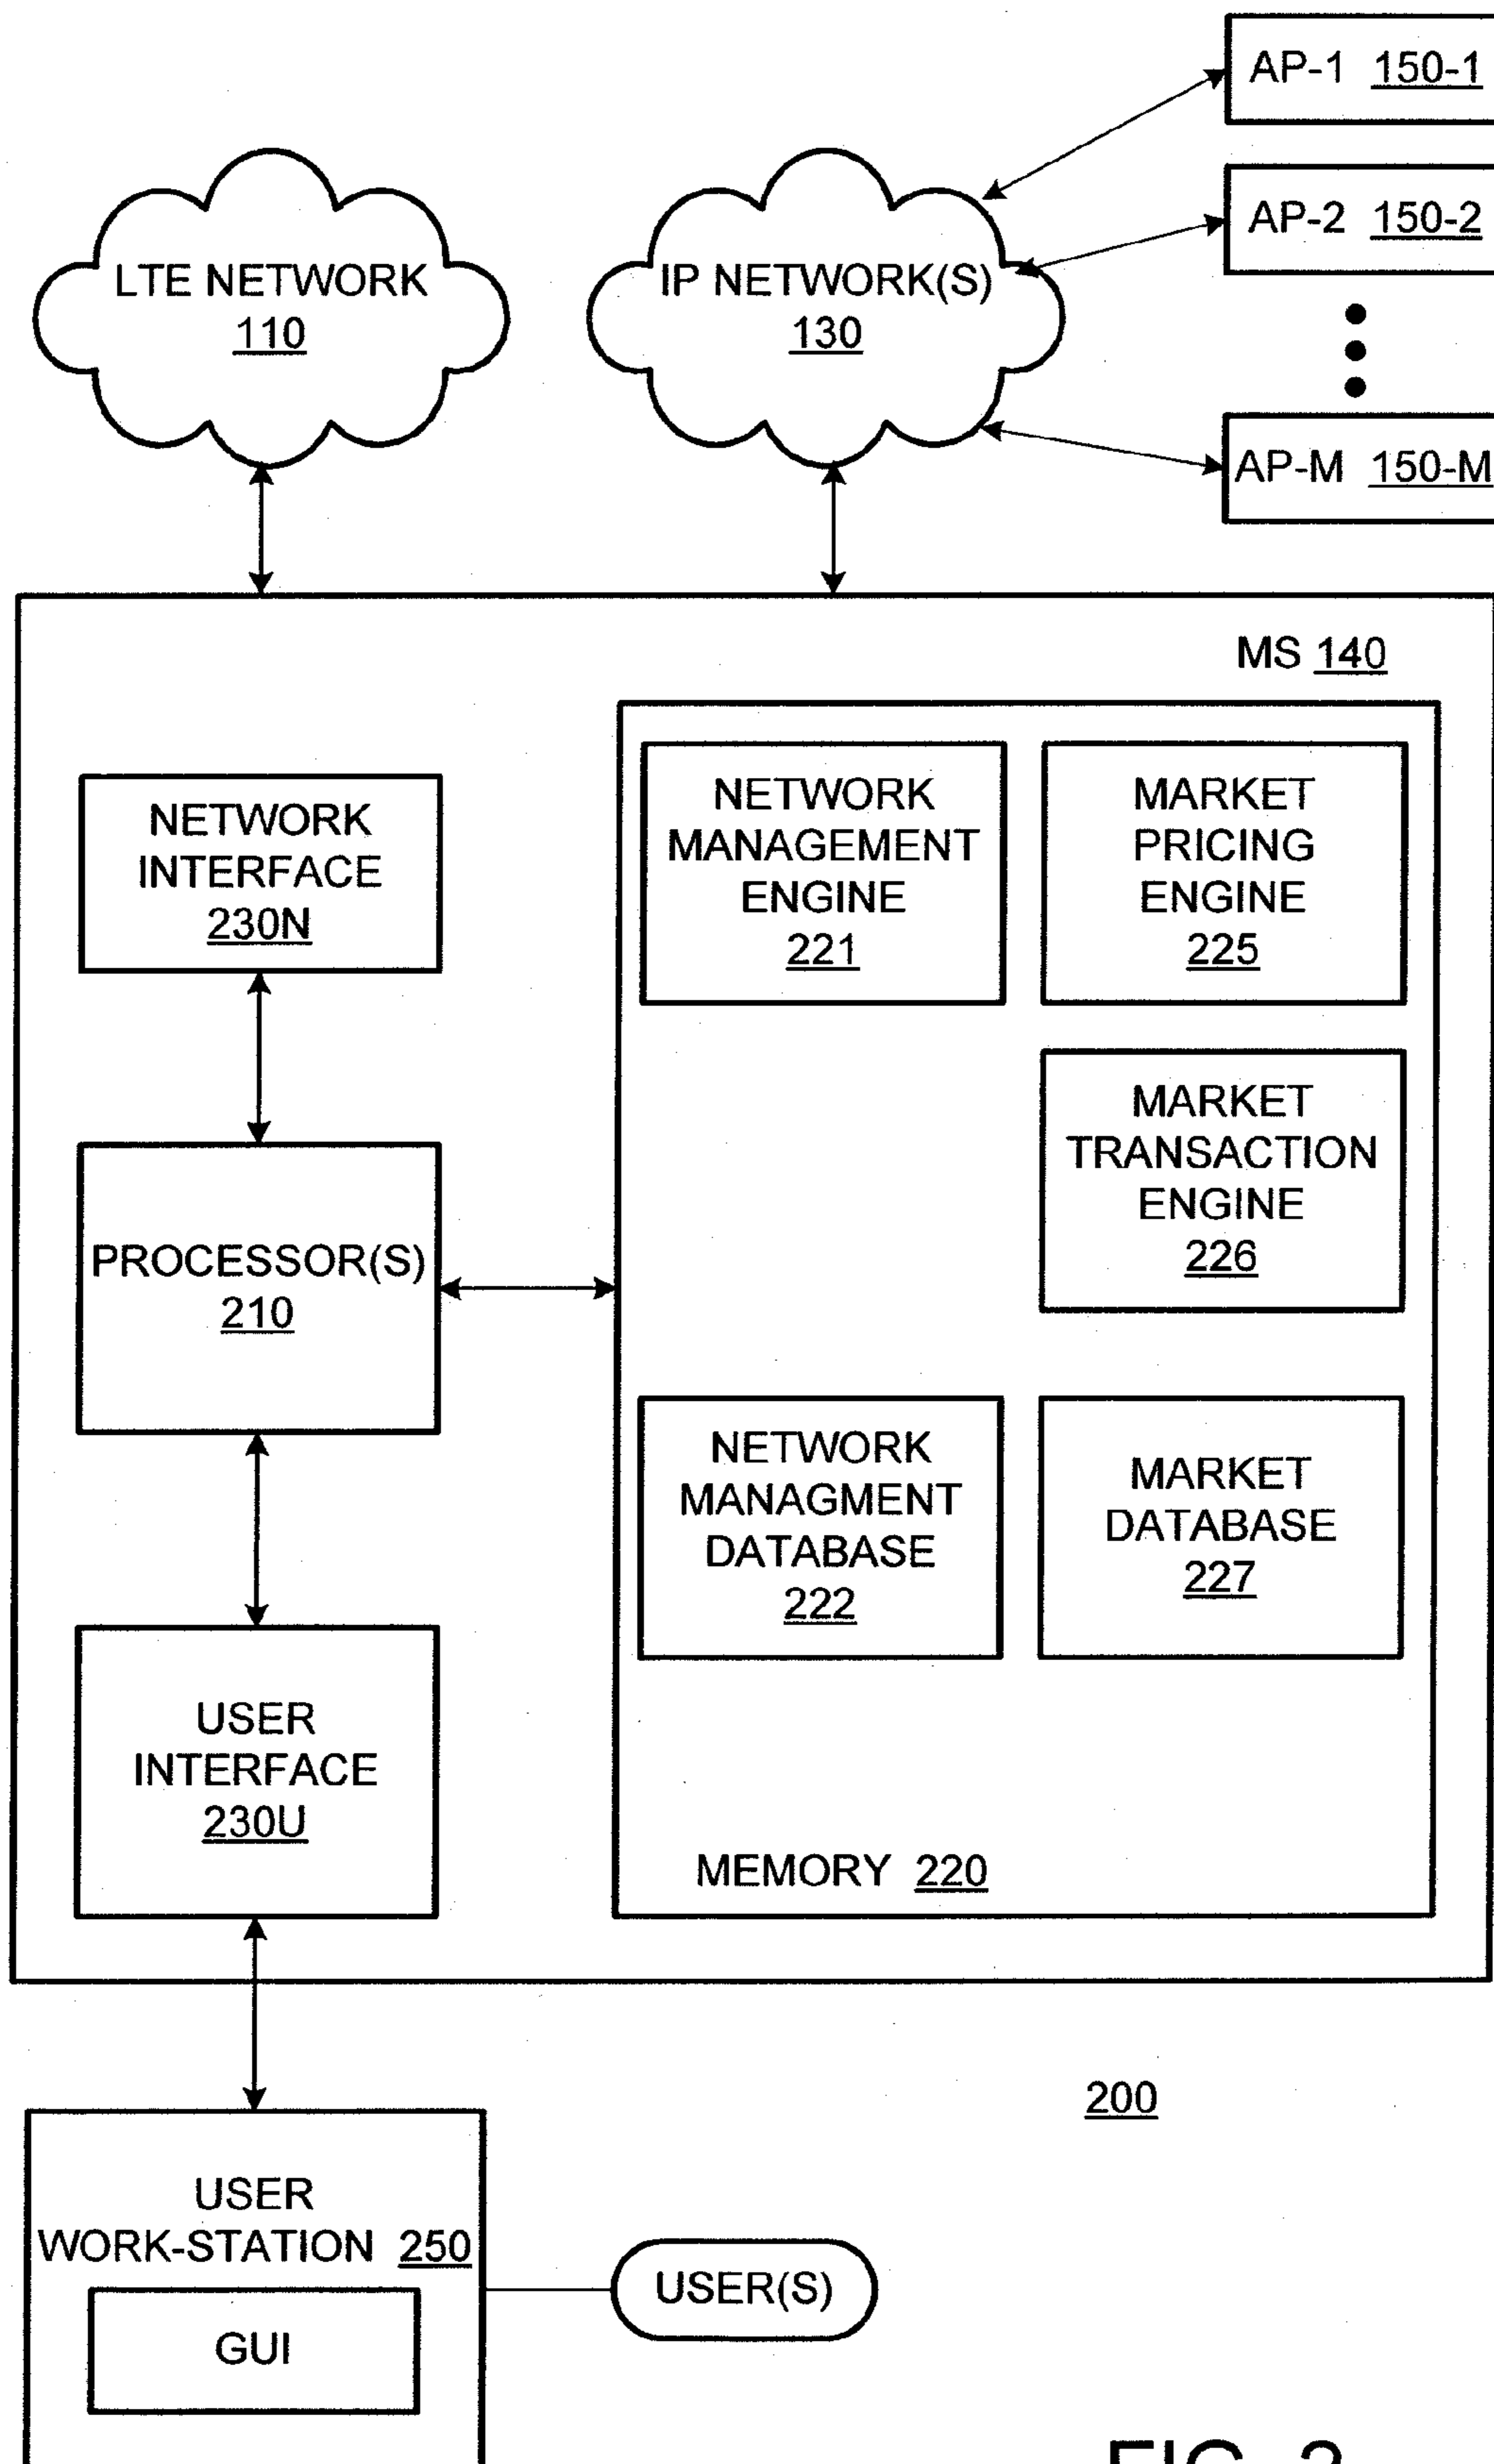 AP-1 150-1
AP-2 150-2
AP-M 150-M
LTE NETWORK
110
IP NETWORK(S)
130
MS 140
NETWORK
INTERFACE
230N
PROCESSOR(S)
210
USER
INTERFACE
230U
NETWORK
MANAGEMENT
ENGINE
221
MARKET
PRICING
ENGINE
225
MARKET
TRANSACTION
ENGINE
226
NETWORK
MANAGMENT
DATABASE
222
MARKET
DATABASE
227
MEMORY 220
200
USER
WORK-STATION 250
GUI
USER(S)
FIG. 2